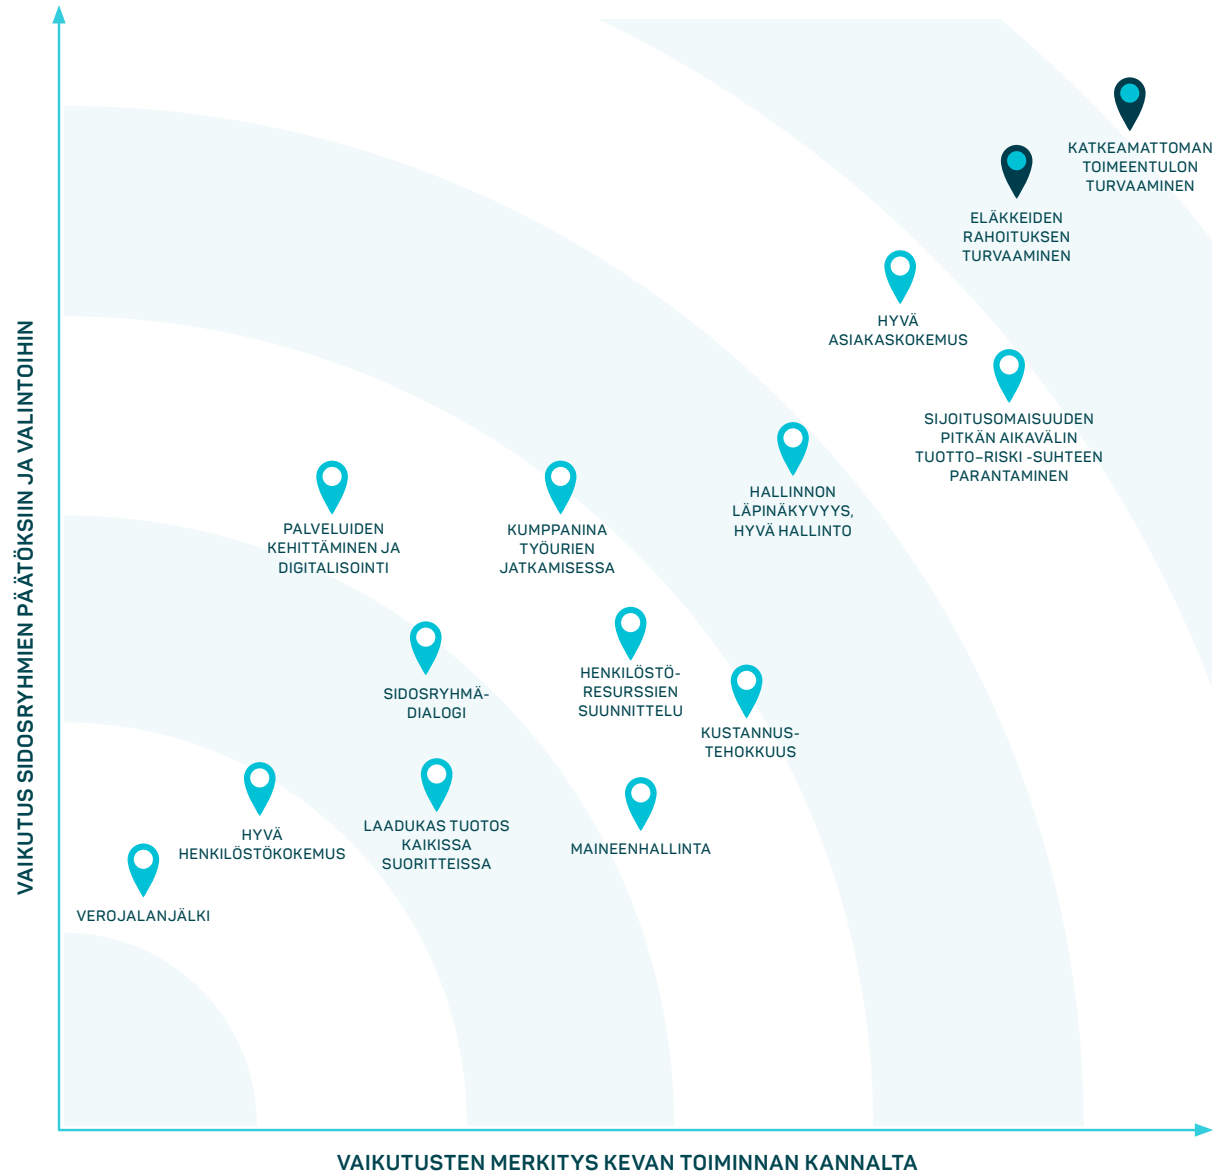 KATKEAMATTOMAN
TOIMEENTULON
TURVAAMINEN
ELÄKKEIDEN
RAHOITUKSEN
TURVAAMINEN
HYVÄ
ASIAKASKOKEMUS
SIJOITUSOMAISUUDEN
PITKÄN AIKAVÄLIN
TUOTTO–RISKI -SUHTEEN
PARANTAMINEN
HALLINNON
LÄPINÄKYVYYS,
HYVÄ HALLINTO
PALVELUIDEN
KEHITTÄMINEN JA
DIGITALISOINTI
KUMPPANINA
TYÖURIEN
JATKAMISESSA
SIDOSRYHMÄ-
DIALOGI
HENKILÖSTÖ-
RESURSSIEN
SUUNNITTELU
KUSTANNUS-
TEHOKKUUS
HYVÄ
HENKILÖSTÖKOKEMUS
LAADUKAS TUOTOS
KAIKISSA
SUORITTEISSA
MAINEENHALLINTA
VEROJALANJÄLKI
VAIKUTUS SIDOSRYHMIEN PÄÄTÖKSIIN JA VALINTOIHIN
VAIKUTUSTEN MERKITYS KEVAN TOIMINNAN KANNALTA